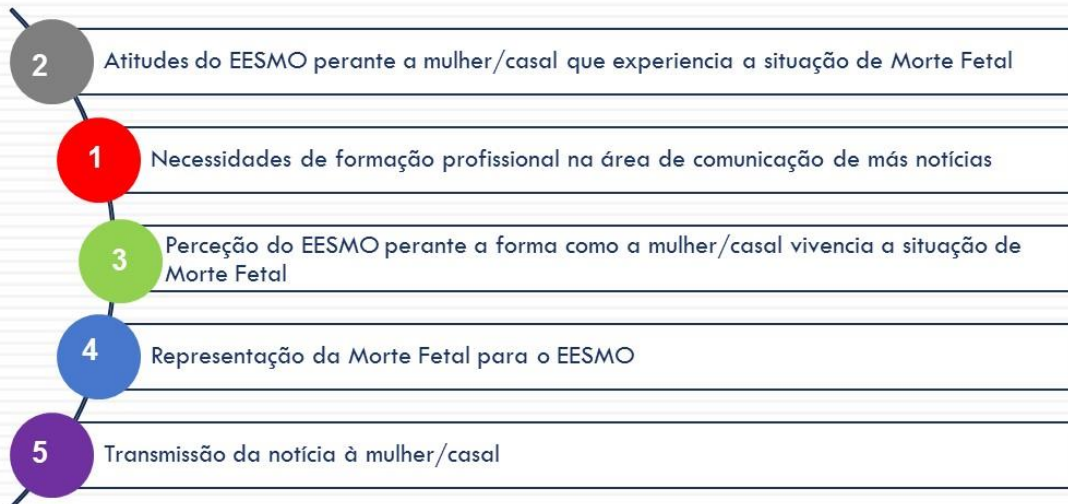 2
Atitudes do EESMO perante a mulher/casal que experiencia a situação de Morte Fetal
1
Necessidades de formação profissional na área de comunicação de más notícias
3
Perceção do EESMO perante a forma como a mulher/casal vivencia a situação de
Morte Fetal
4
Representação da Morte Fetal para o EESMO
5
Transmissão da notícia à mulher/casal